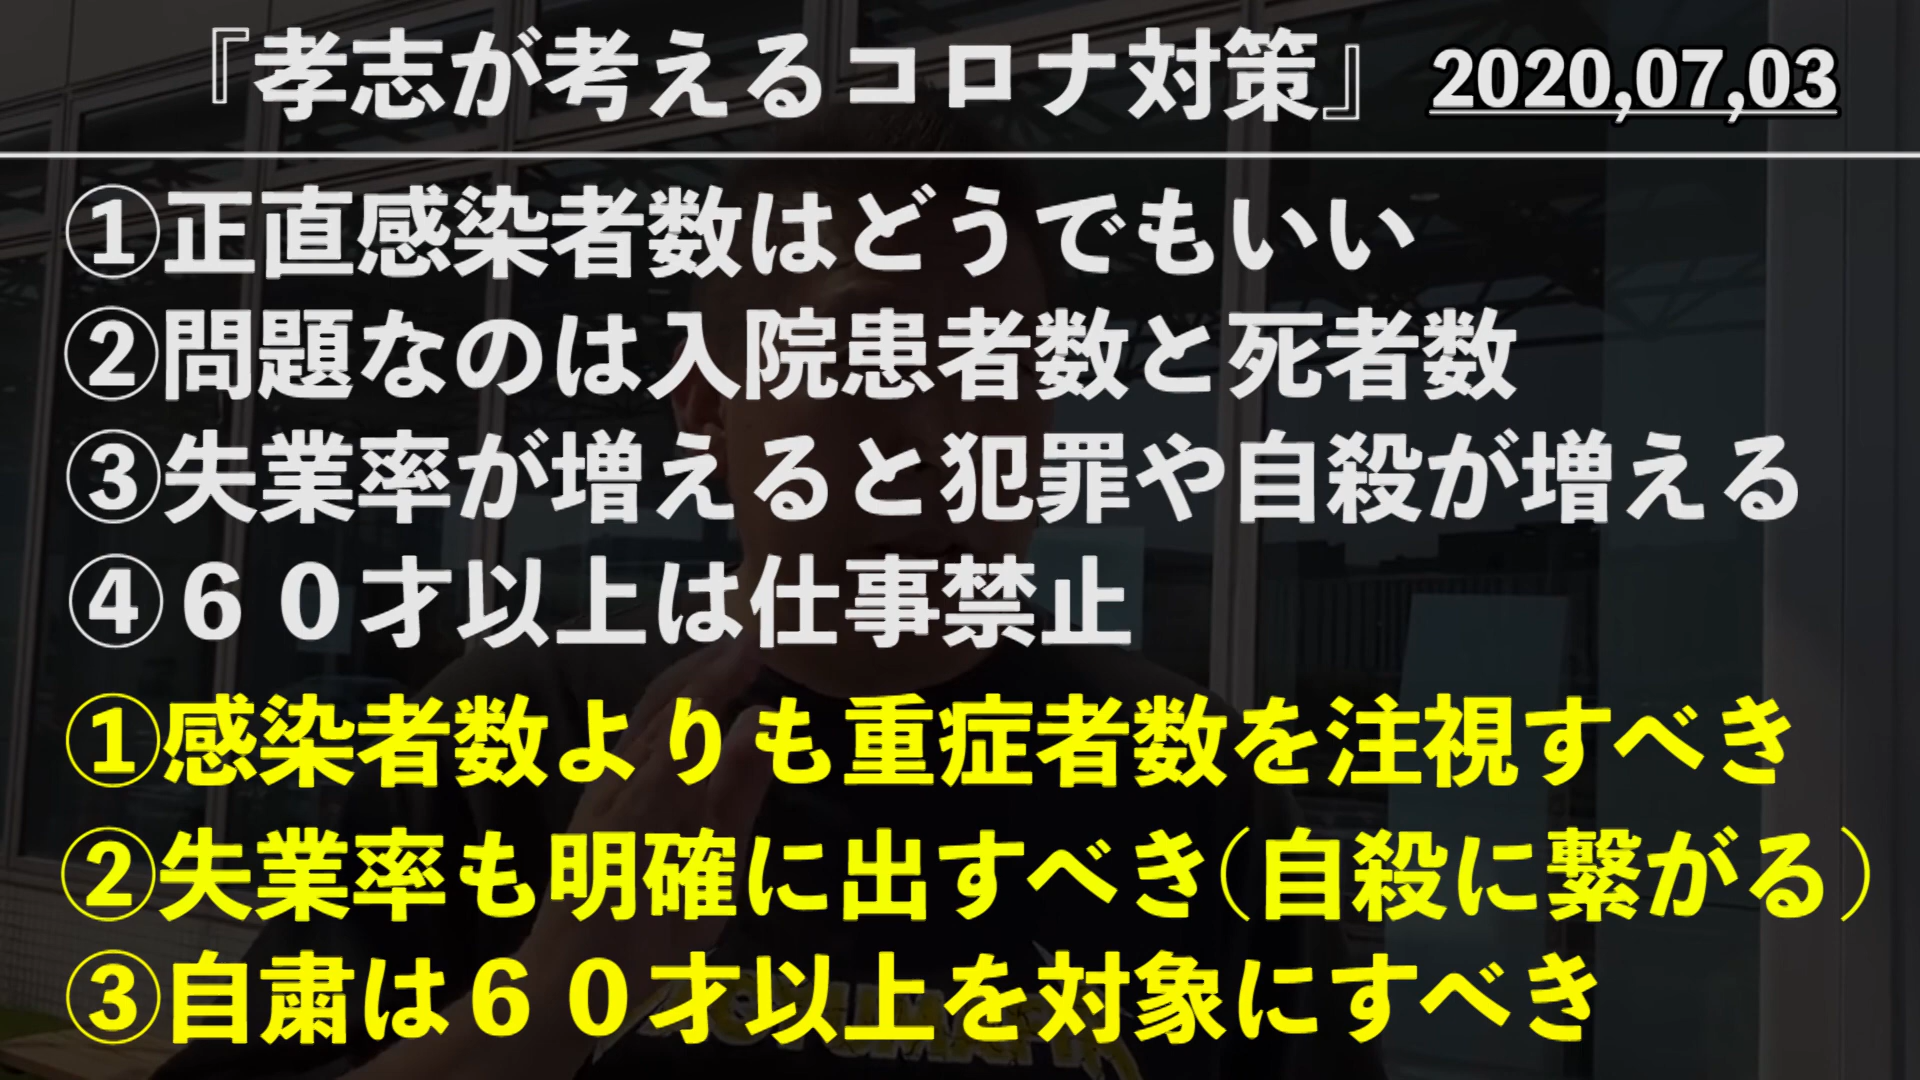 『孝志が考えるコロナ対策』 2020,07,03
①正直感染者数はどうでもいい
②問題なのは入院患者数と死者数
③失業率が増えると犯罪や自殺が増える
④６０才以上は仕事禁止
①感染者数よりも重症者数を注視すべき
②失業率も明確に出すべき(自殺に繋がる)
③自粛は６０才以上を対象にすべき